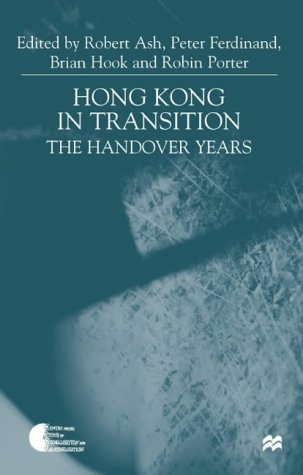 Edited by Robert Ash, Peter Ferdinand,
Brian Hook and Robin Porter
HONG KONG
IN TRANSITION
THE HANDOVER YEARS